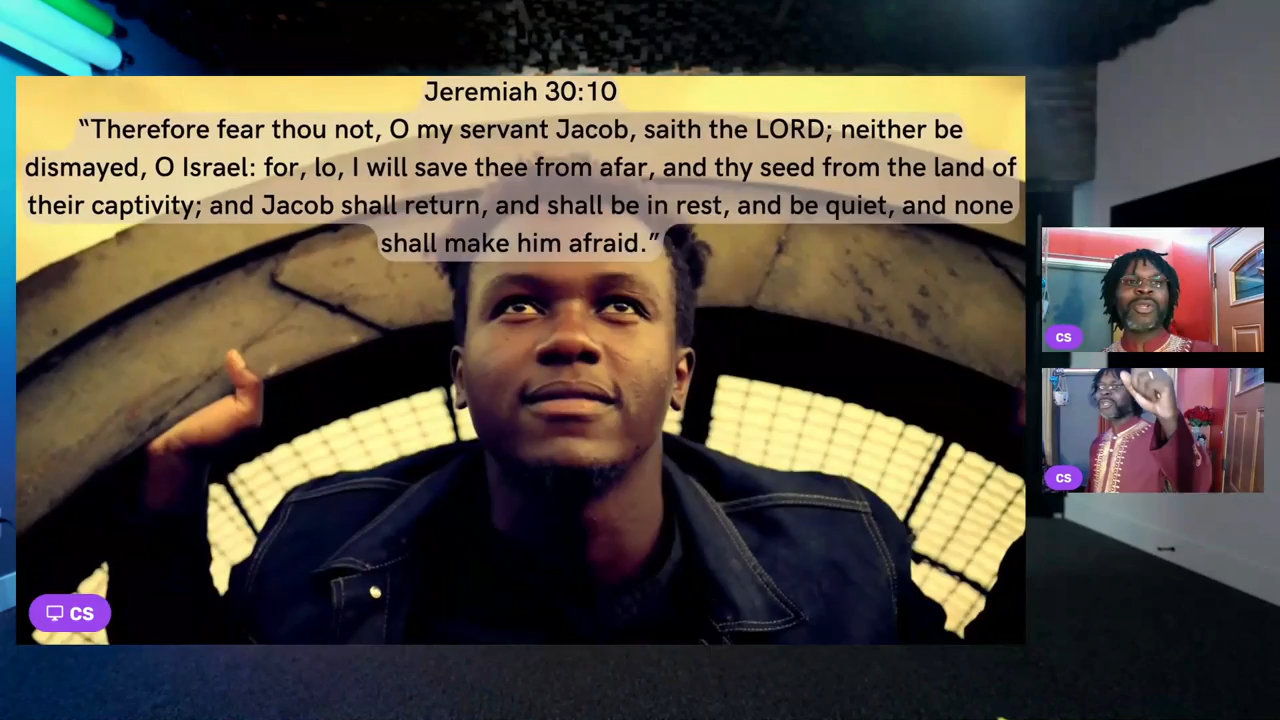 Jeremiah 30:10
“Therefore fear thou not, O my servant Jacob, saith the LORD; neither be
dismayed, O Israel: for, lo, I will save thee from afar, and thy seed from the land of
their captivity; and Jacob shall return, and shall be in rest, and be quiet, and none
shall make him afraid.”
CS
CS
CS